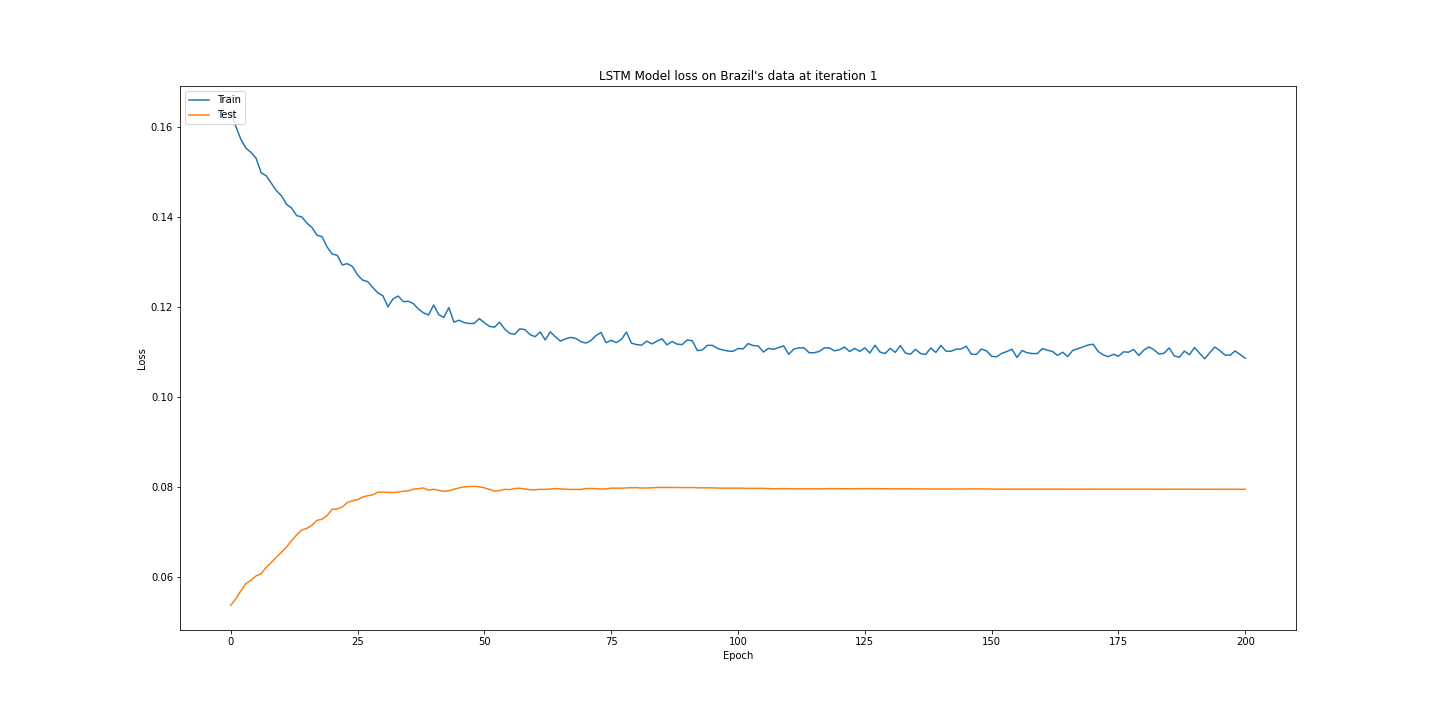 LSTM Model loss on Brazil's data at iteration 1
Train
Test
0.16
0.14
0.12
0.10
0.08
0.06
Loss
0 25 50 75 100 125 150 175 200
Epoch